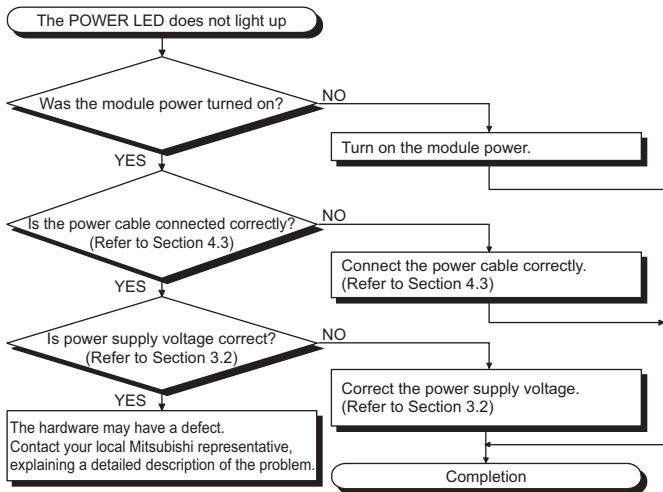 The POWER LED does not light up
Was the module power turned on?
NO
Turn on the module power.
YES
Is the power cable connected correctly?
(Refer to Section 4.3)
NO
Connect the power cable correctly.
(Refer to Section 4.3)
YES
Is power supply voltage correct?
(Refer to Section 3.2)
NO
Correct the power supply voltage.
(Refer to Section 3.2)
YES
The hardware may have a defect.
Contact your local Mitsubishi representative,
explaining a detailed description of the problem.
Completion